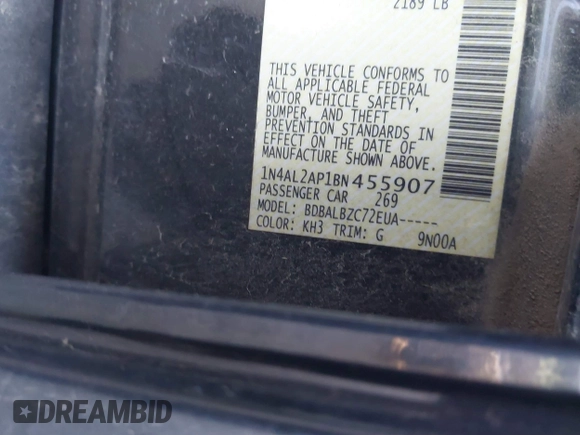 2189 LB
THIS VEHICLE CONFORMS TO
ALL APPLICABLE FEDERAL
MOTOR VEHICLE SAFETY,
BUMPER, AND THEFT
PREVENTION STANDARDS IN
EFFECT ON THE DATE OF
MANUFACTURE SHOWN ABOVE.
1N4AL2AP1BN455907
PASSENGER CAR 269
MODEL: BDBALBZC72EUA-----
COLOR: KH3 TRIM: G 9N00A
DREAMBID